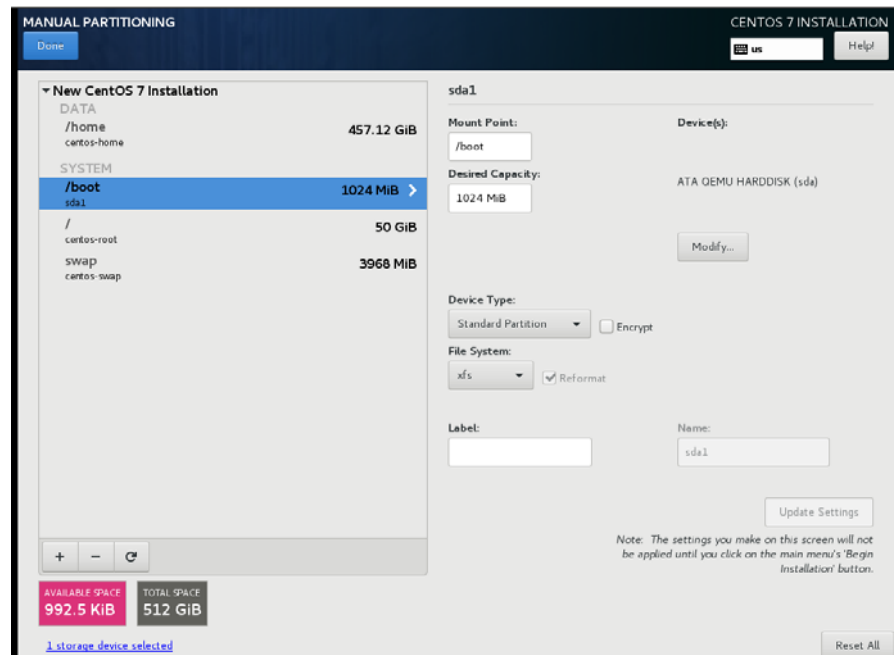 MANUAL PARTITIONING
CENTOS 7 INSTALLATION
Done
us
Help!
New CentOS 7 Installation
DATA
/home
457.12 GiB
centos-home
SYSTEM
/boot
1024 MiB
sda1
/
50 GiB
centos-root
swap
3968 MiB
centos-swap
+ −
AVAILABLE SPACE
992.5 KiB
TOTAL SPACE
512 GiB
1 storage device selected
sda1
Mount Point:
/boot
Device(s):
Desired Capacity:
1024 MiB
ATA QEMU HARDDISK (sda)
Modify...
Device Type:
Standard Partition
Encrypt
File System:
xfs
Reformat
Label:
Name:
sda1
Update Settings
Note: The settings you make on this screen will not
be applied until you click on the main menu's 'Begin
Installation' button.
Reset All